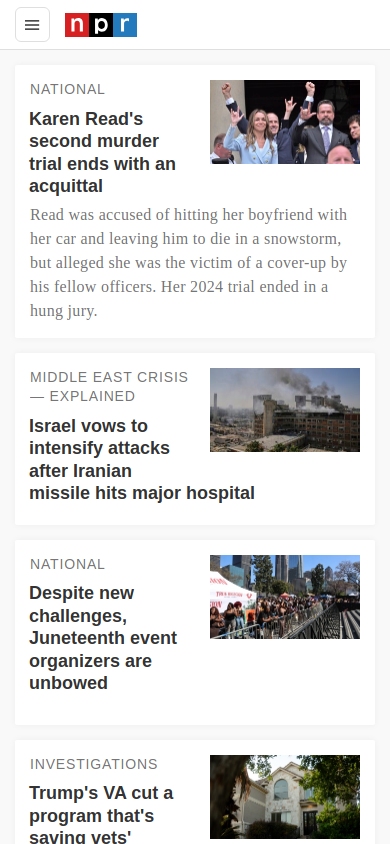 npr
NATIONAL
Karen Read's
second murder
trial ends with an
acquittal
Read was accused of hitting her boyfriend with
her car and leaving him to die in a snowstorm,
but alleged she was the victim of a cover-up by
his fellow officers. Her 2024 trial ended in a
hung jury.
MIDDLE EAST CRISIS
— EXPLAINED
Israel vows to
intensify attacks
after Iranian
missile hits major hospital
NATIONAL
Despite new
challenges,
Juneteenth event
organizers are
unbowed
INVESTIGATIONS
Trump's VA cut a
program that's
saving vets'